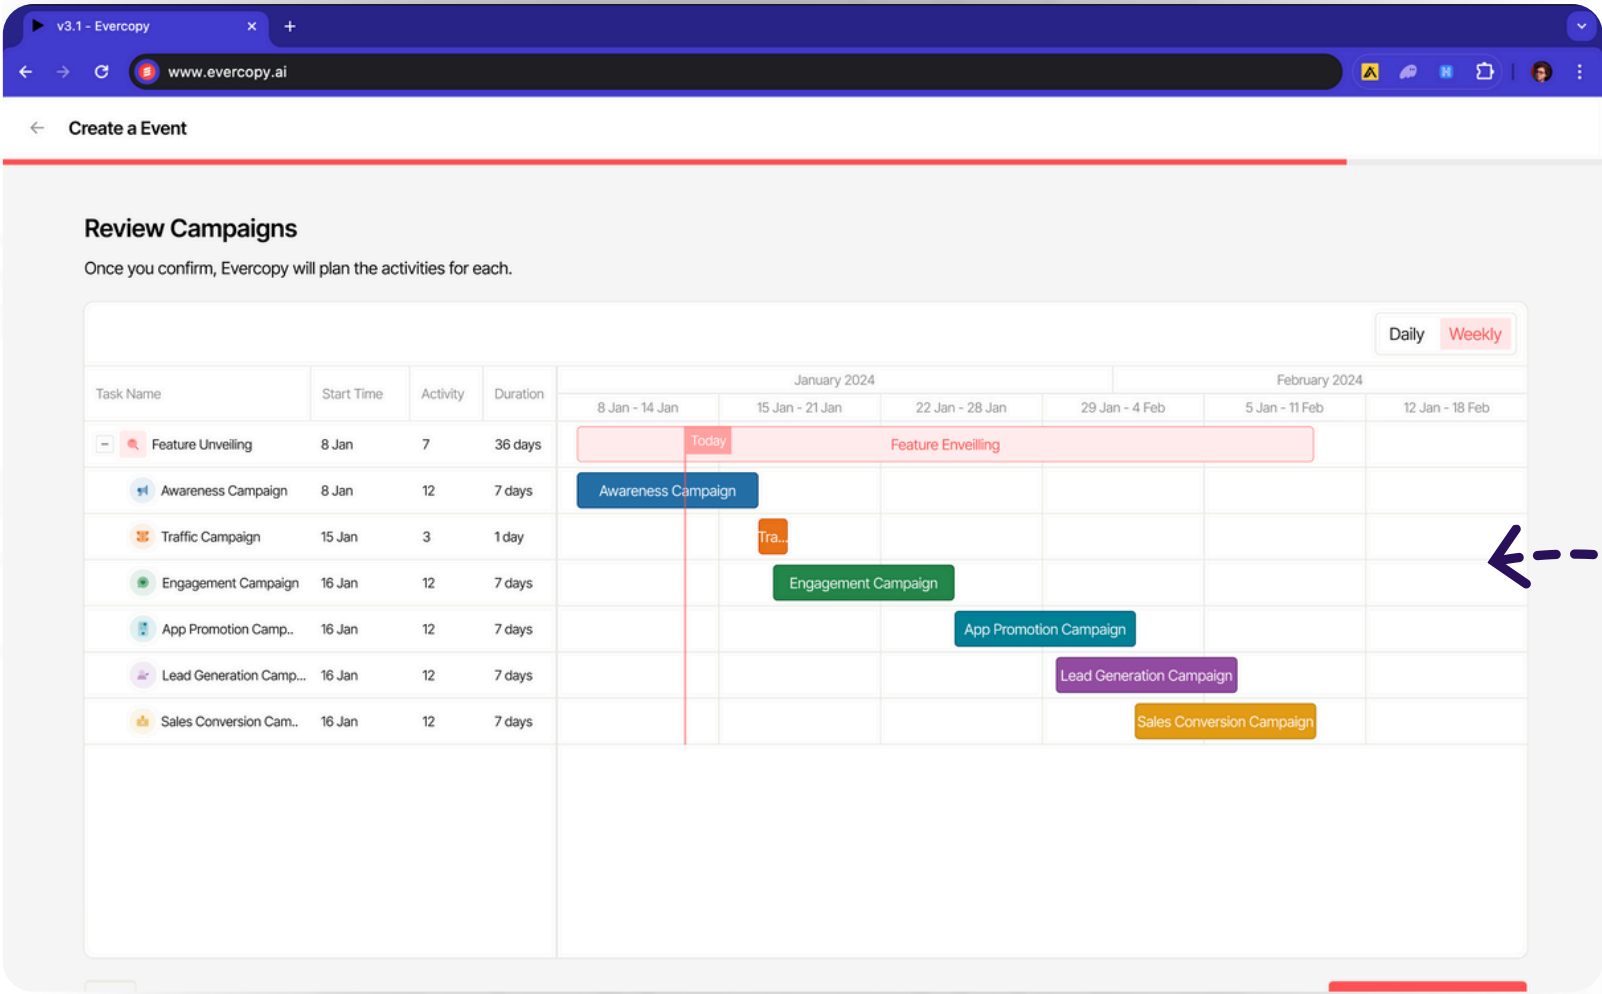 v3.1 - Evercopy
www.evercopy.ai
Create a Event
Review Campaigns
Once you confirm, Evercopy will plan the activities for each.
Daily Weekly
Task Name Start Time Activity Duration January 2024 February 2024
8 Jan - 14 Jan 15 Jan - 21 Jan 22 Jan - 28 Jan 29 Jan - 4 Feb 5 Jan - 11 Feb 12 Jan - 18 Feb
Feature Unveiling 8 Jan 7 36 days Today Feature Enveilling
Awareness Campaign 8 Jan 12 7 days Awareness Campaign
Traffic Campaign 15 Jan 3 1 day Tra...
Engagement Campaign 16 Jan 12 7 days Engagement Campaign
App Promotion Camp.. 16 Jan 12 7 days App Promotion Campaign
Lead Generation Camp... 16 Jan 12 7 days Lead Generation Campaign
Sales Conversion Cam.. 16 Jan 12 7 days Sales Conversion Campaign